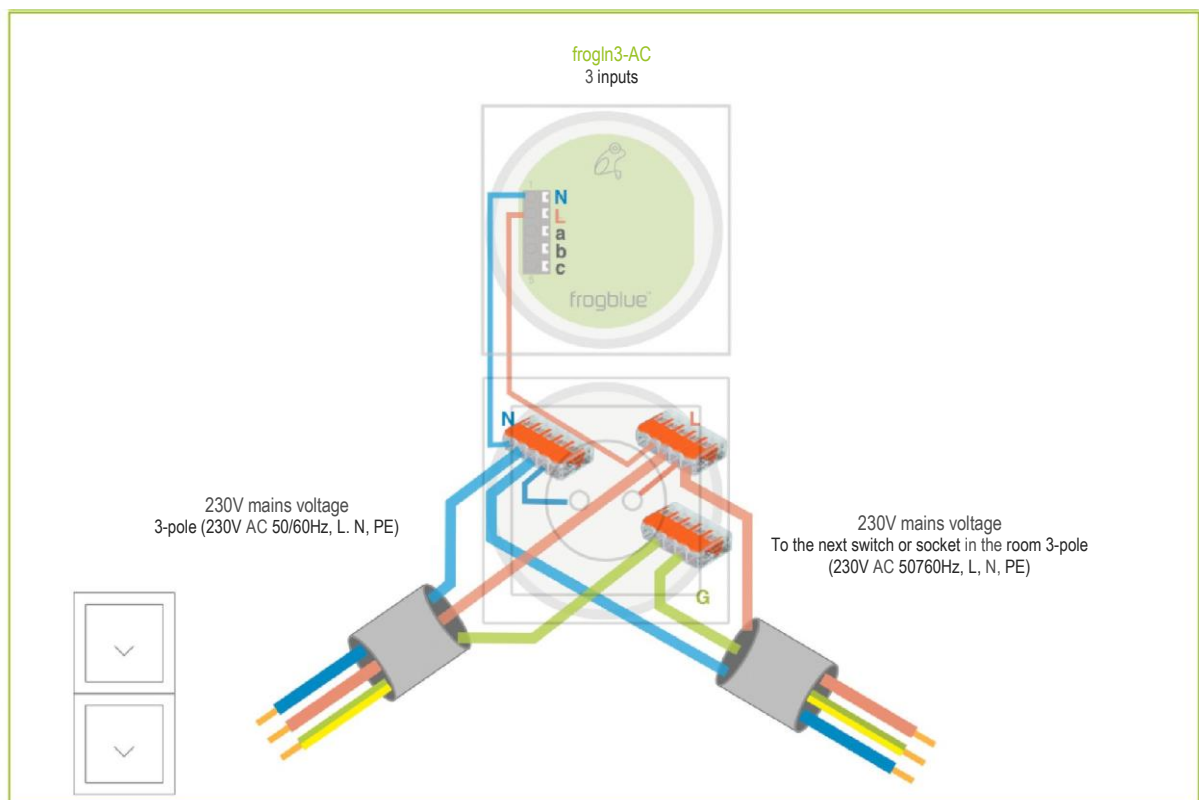 frogIn3-AC
3 inputs
N
L
a
b
c
frogblue™
N
L
230V mains voltage
3-pole (230V AC 50/60Hz, L. N, PE)
230V mains voltage
To the next switch or socket in the room 3-pole
(230V AC 50760Hz, L, N, PE)
G